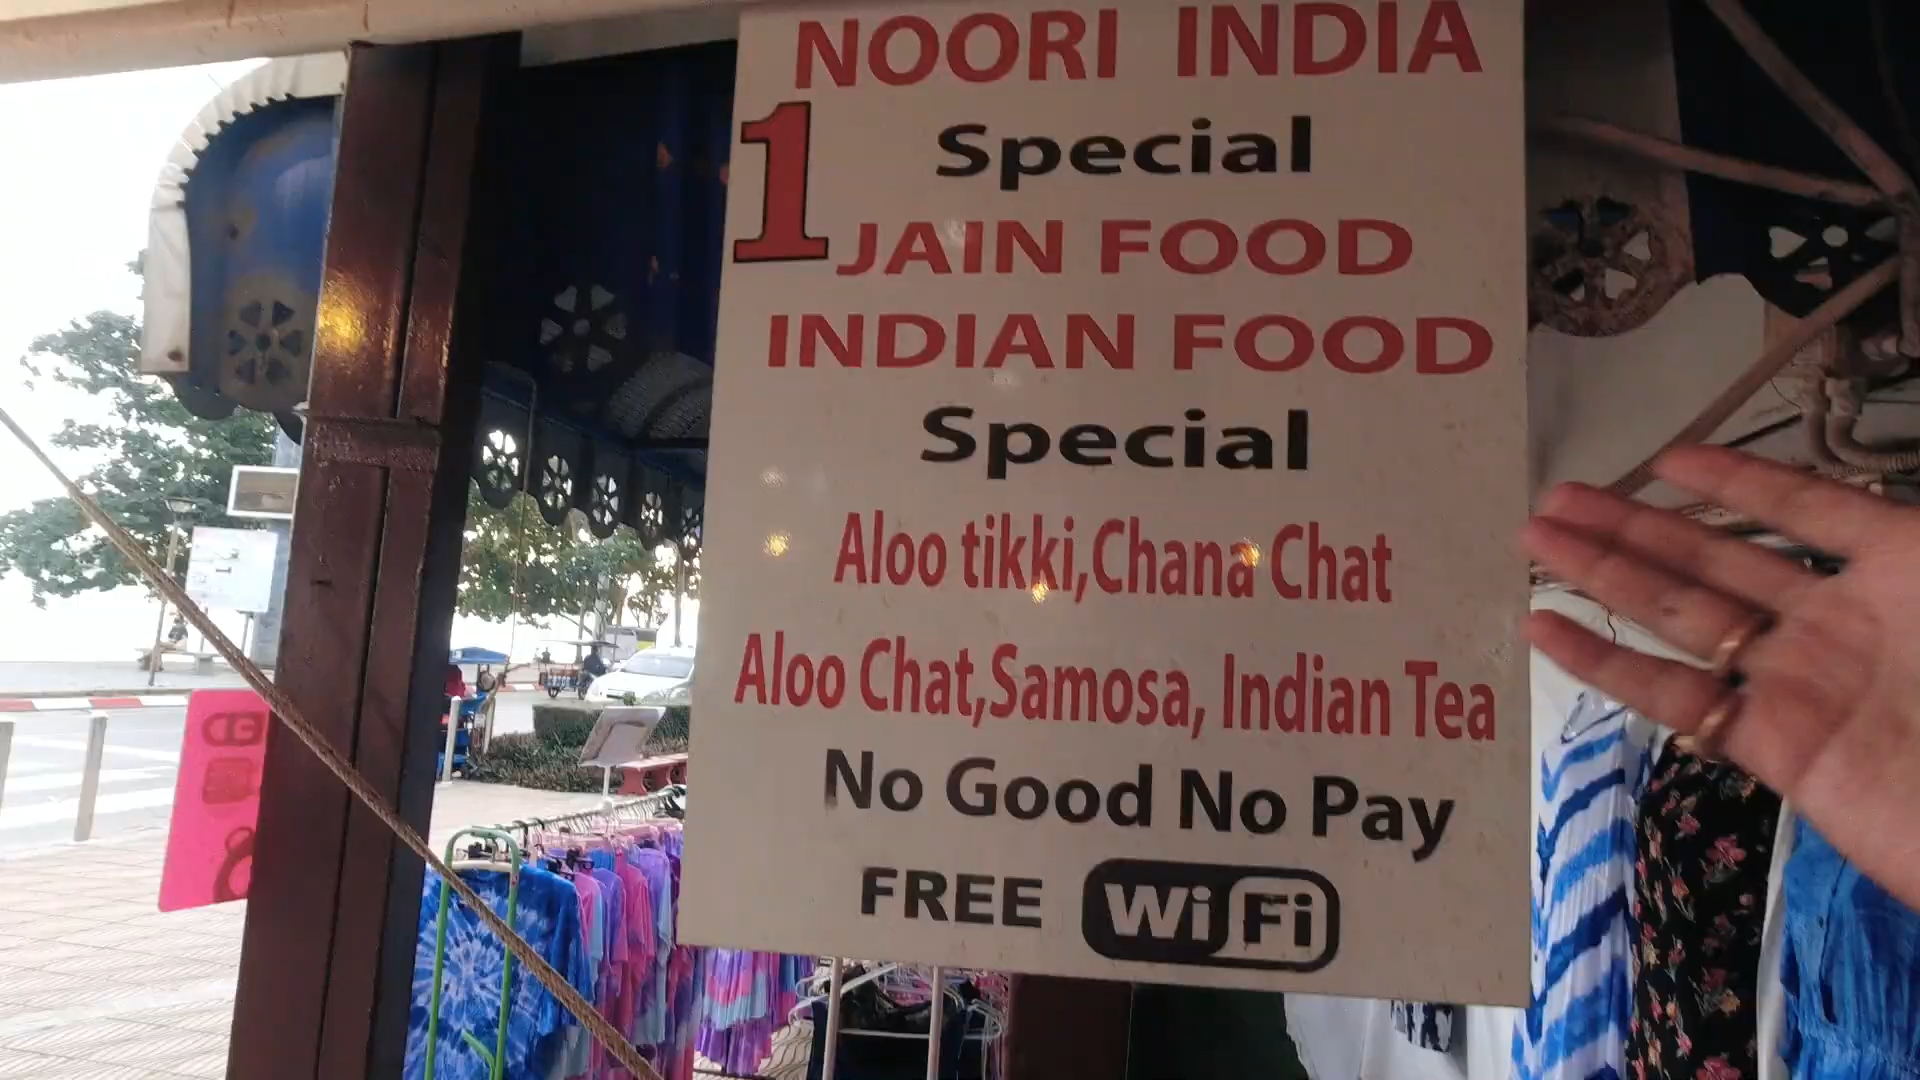 NOORI INDIA
1
Special
JAIN FOOD
INDIAN FOOD
Special
Aloo tikki,Chana Chat
Aloo Chat,Samosa, Indian Tea
No Good No Pay
FREE WiFi